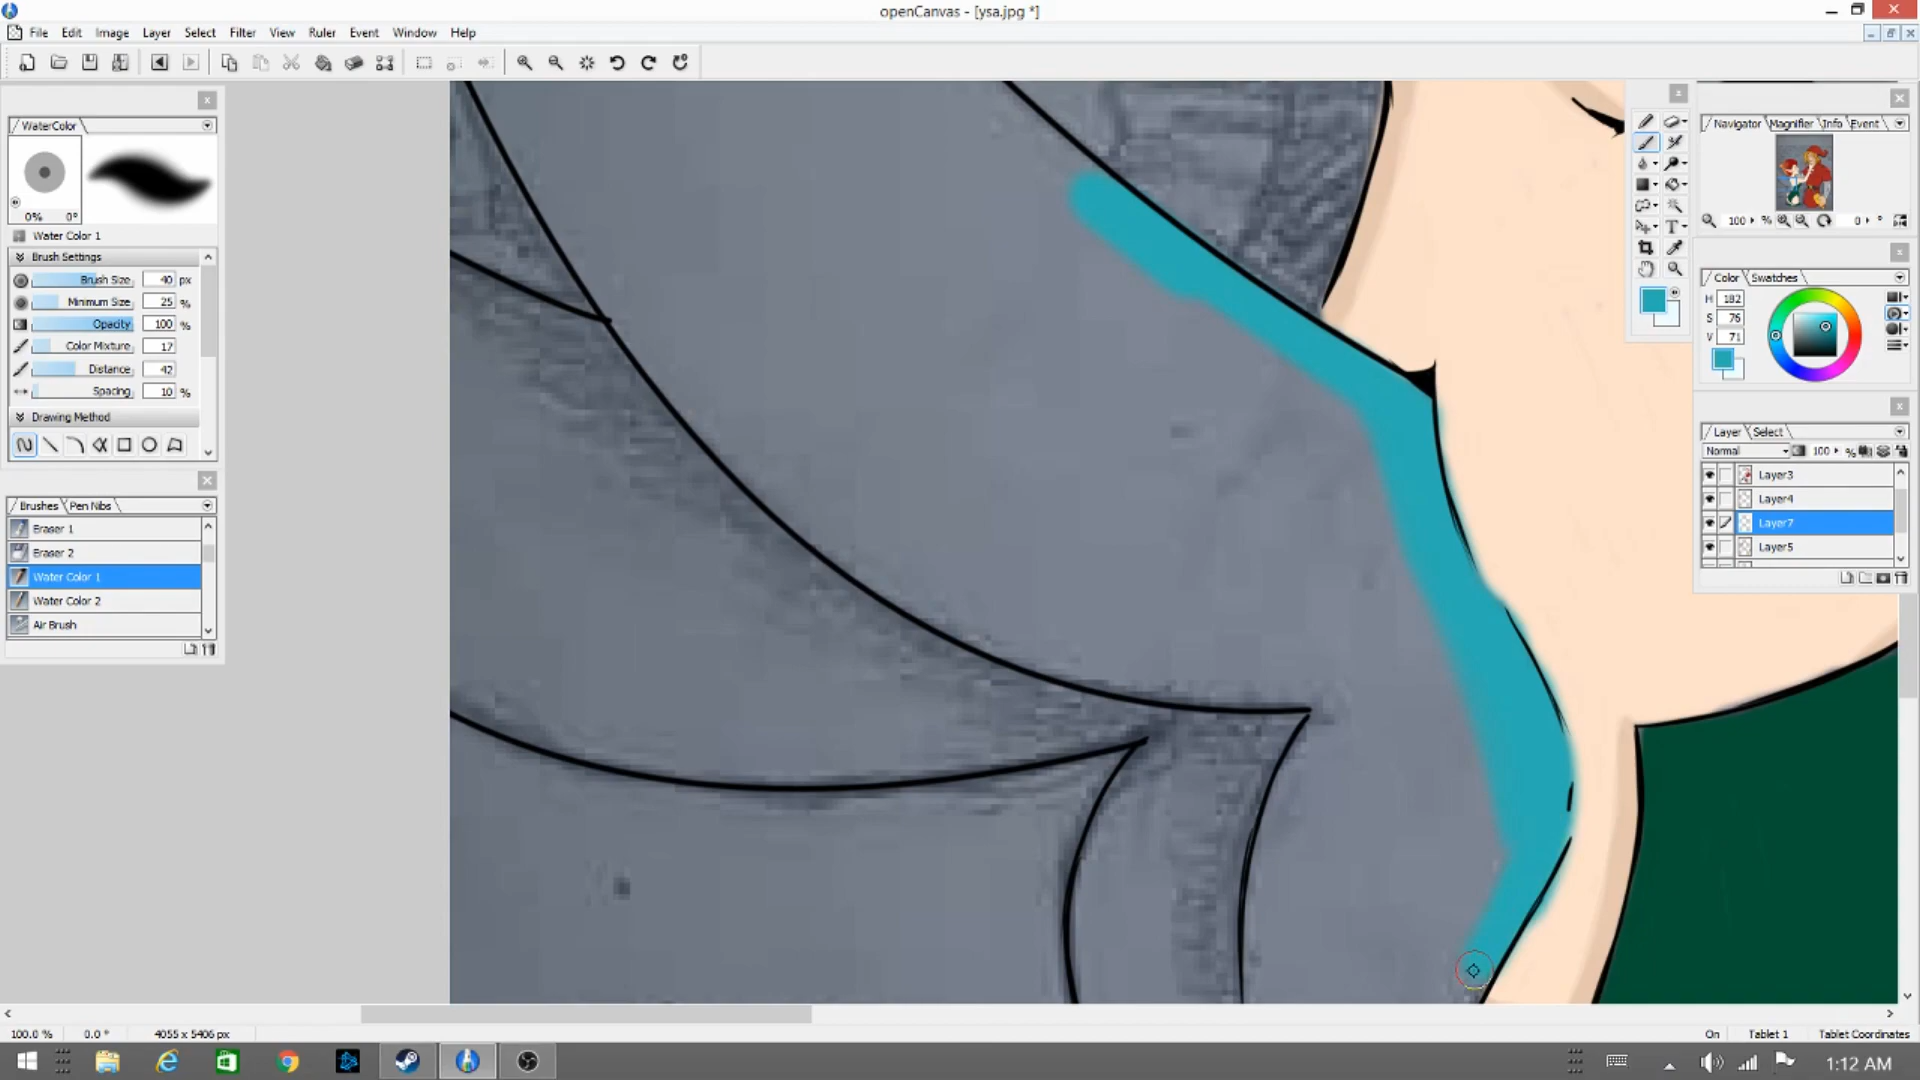 openCanvas - [ysa.jpg *]
File Edit Image Layer Select Filter View Ruler Event Window Help
WaterColor
0% 0°
Water Color 1
Brush Settings
Brush Size 40 px
Minimum Size 25 %
Opacity 100 %
Color Mixture 17
Distance 42
Spacing 10 %
Drawing Method
Brushes Pen Nibs
Eraser 1
Eraser 2
Water Color 1
Water Color 2
Air Brush
Navigator Magnifier Info Event
100 % 0 °
Color Swatches
H 182
S 76
V 71
Layer Select
Normal 100 %
Layer3
Layer4
Layer7
Layer5
100.0 % 0.0 ° 4055 x 5406 px On Tablet 1 Tablet Coordinates
1:12 AM